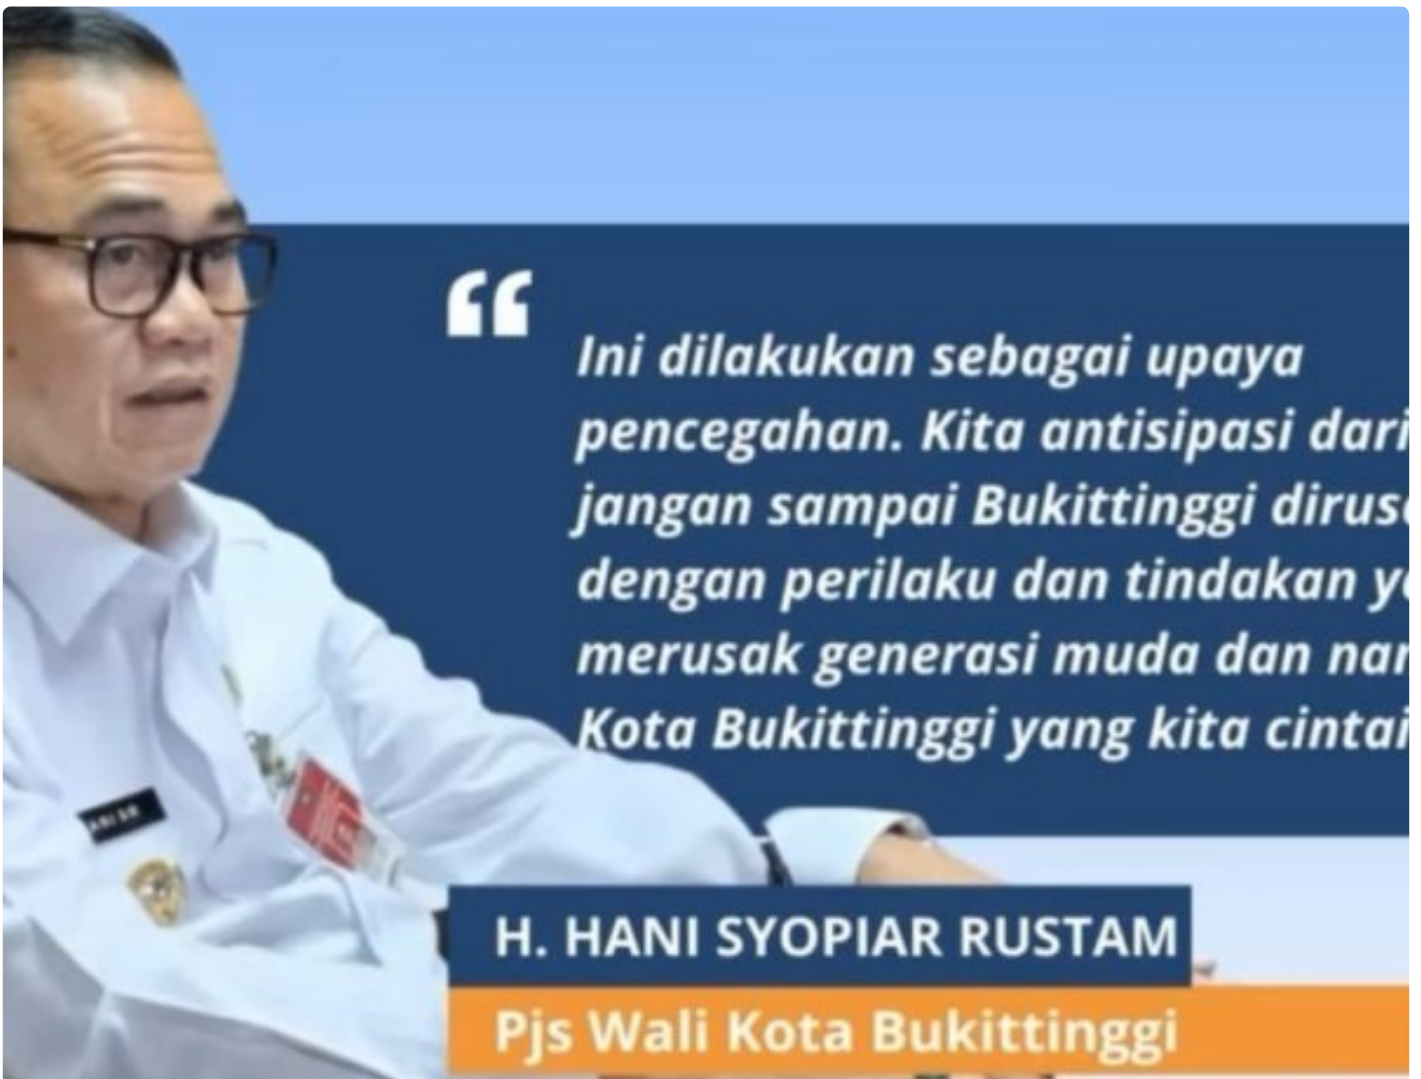 “
Ini dilakukan sebagai upaya
pencegahan. Kita antisipasi dari
jangan sampai Bukittinggi
dengan perilaku dan tindakan
merusak generasi muda dan
Kota Bukittinggi yang kita cintai
H. HANI SYOPIAR RUSTAM
Pjs Wali Kota Bukittinggi